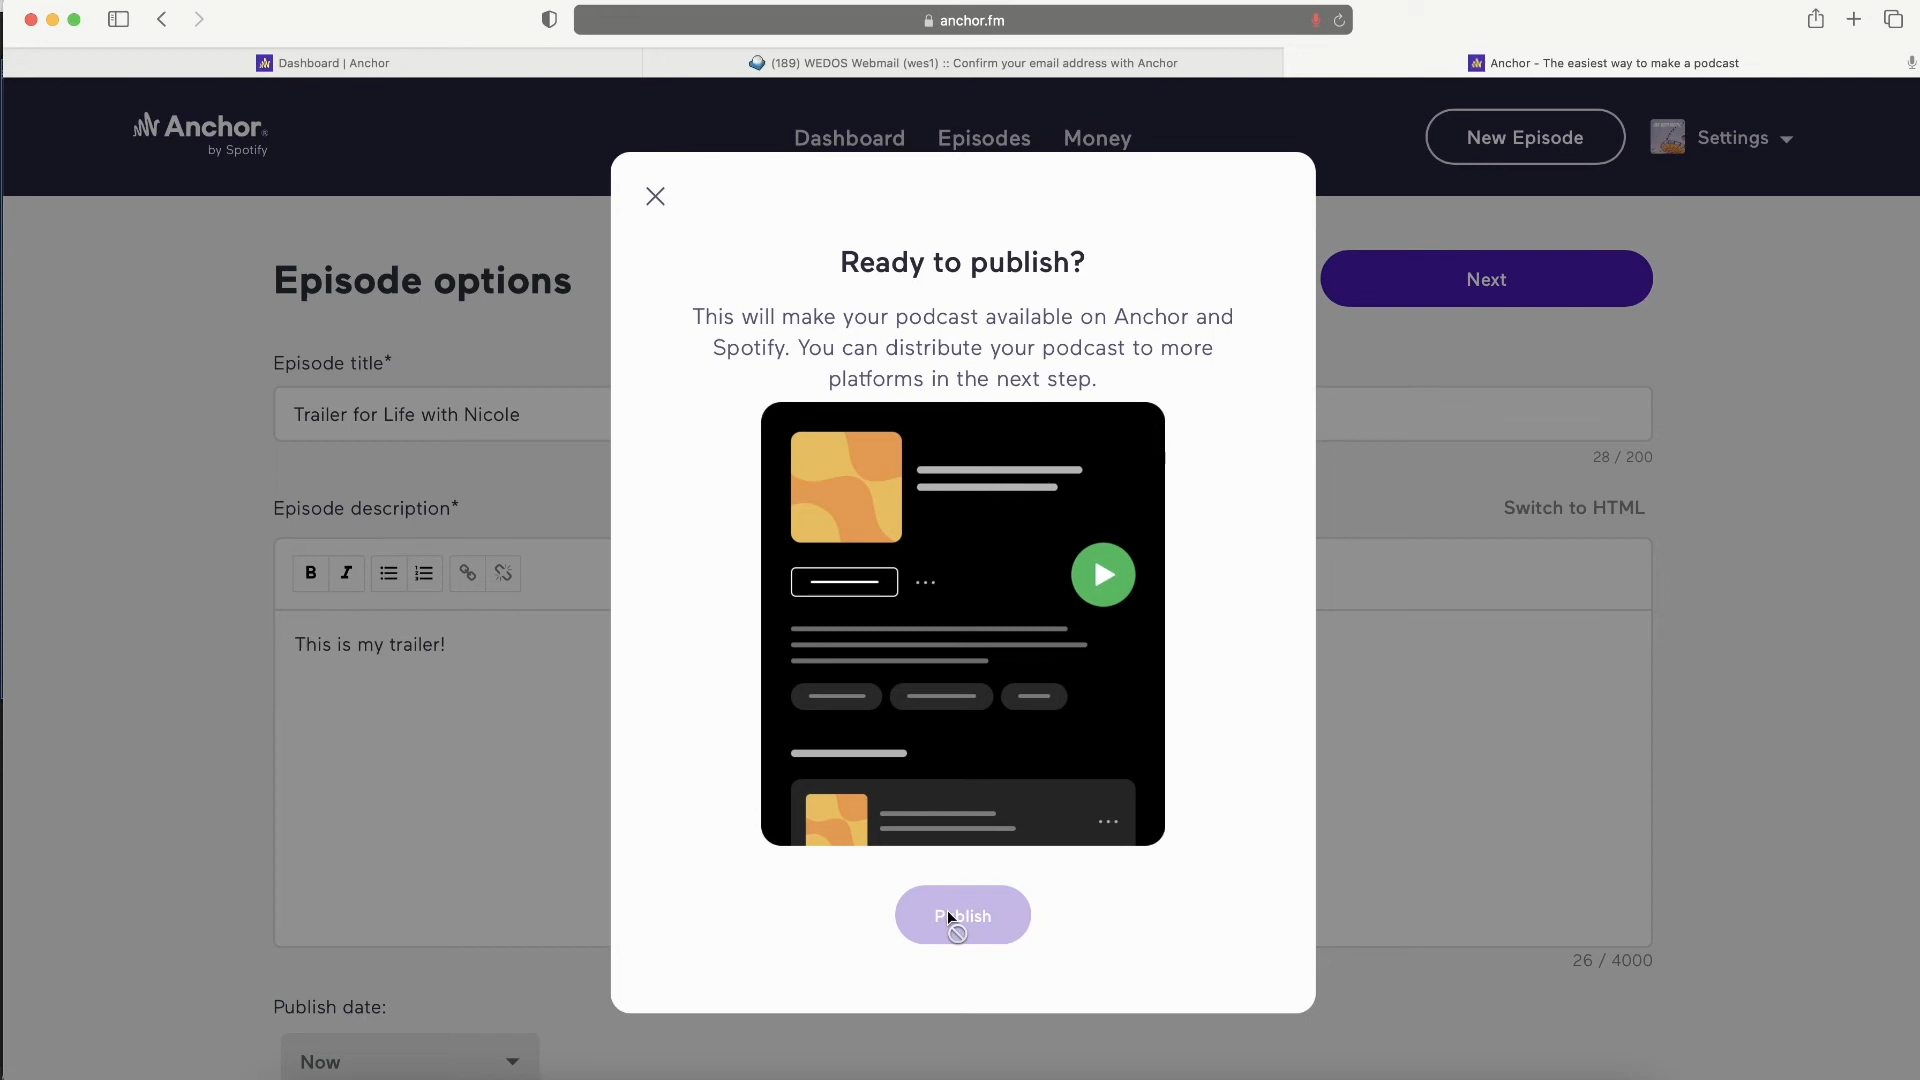 anchor.fm
Dashboard | Anchor
(189) WEDOS Webmail (wes1) :: Confirm your email address with Anchor
Anchor - The easiest way to make a podcast
Anchor®
by Spotify
Dashboard
Episodes
Money
New Episode
Settings
Ready to publish?
This will make your podcast available on Anchor and
Spotify. You can distribute your podcast to more
platforms in the next step.
Publish
Episode options
Next
Episode title*
Trailer for Life with Nicole
28 / 200
Episode description*
Switch to HTML
B I
This is my trailer!
26 / 4000
Publish date:
Now